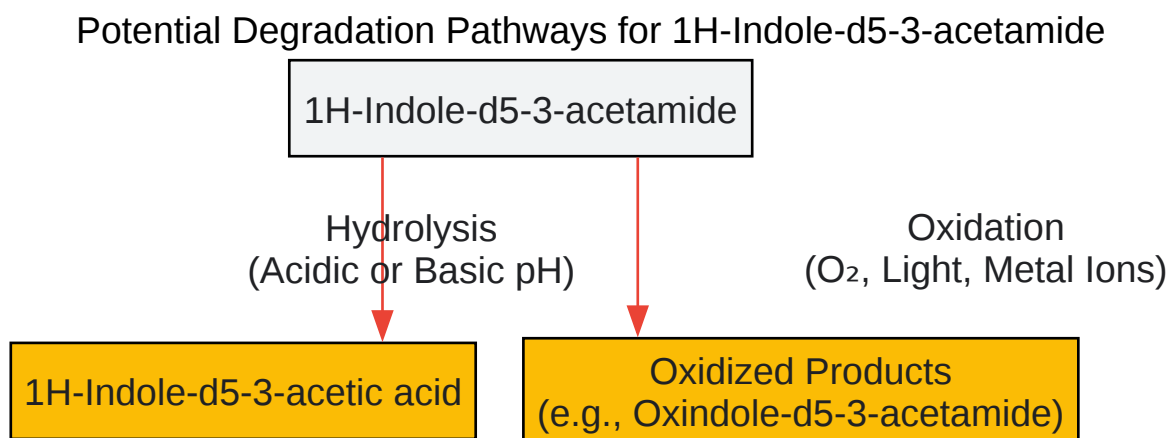 Potential Degradation Pathways for 1H-Indole-d5-3-acetamide
1H-Indole-d5-3-acetamide
Hydrolysis
(Acidic or Basic pH)
Oxidation
(O₂, Light, Metal Ions)
1H-Indole-d5-3-acetic acid
Oxidized Products
(e.g., Oxindole-d5-3-acetamide)